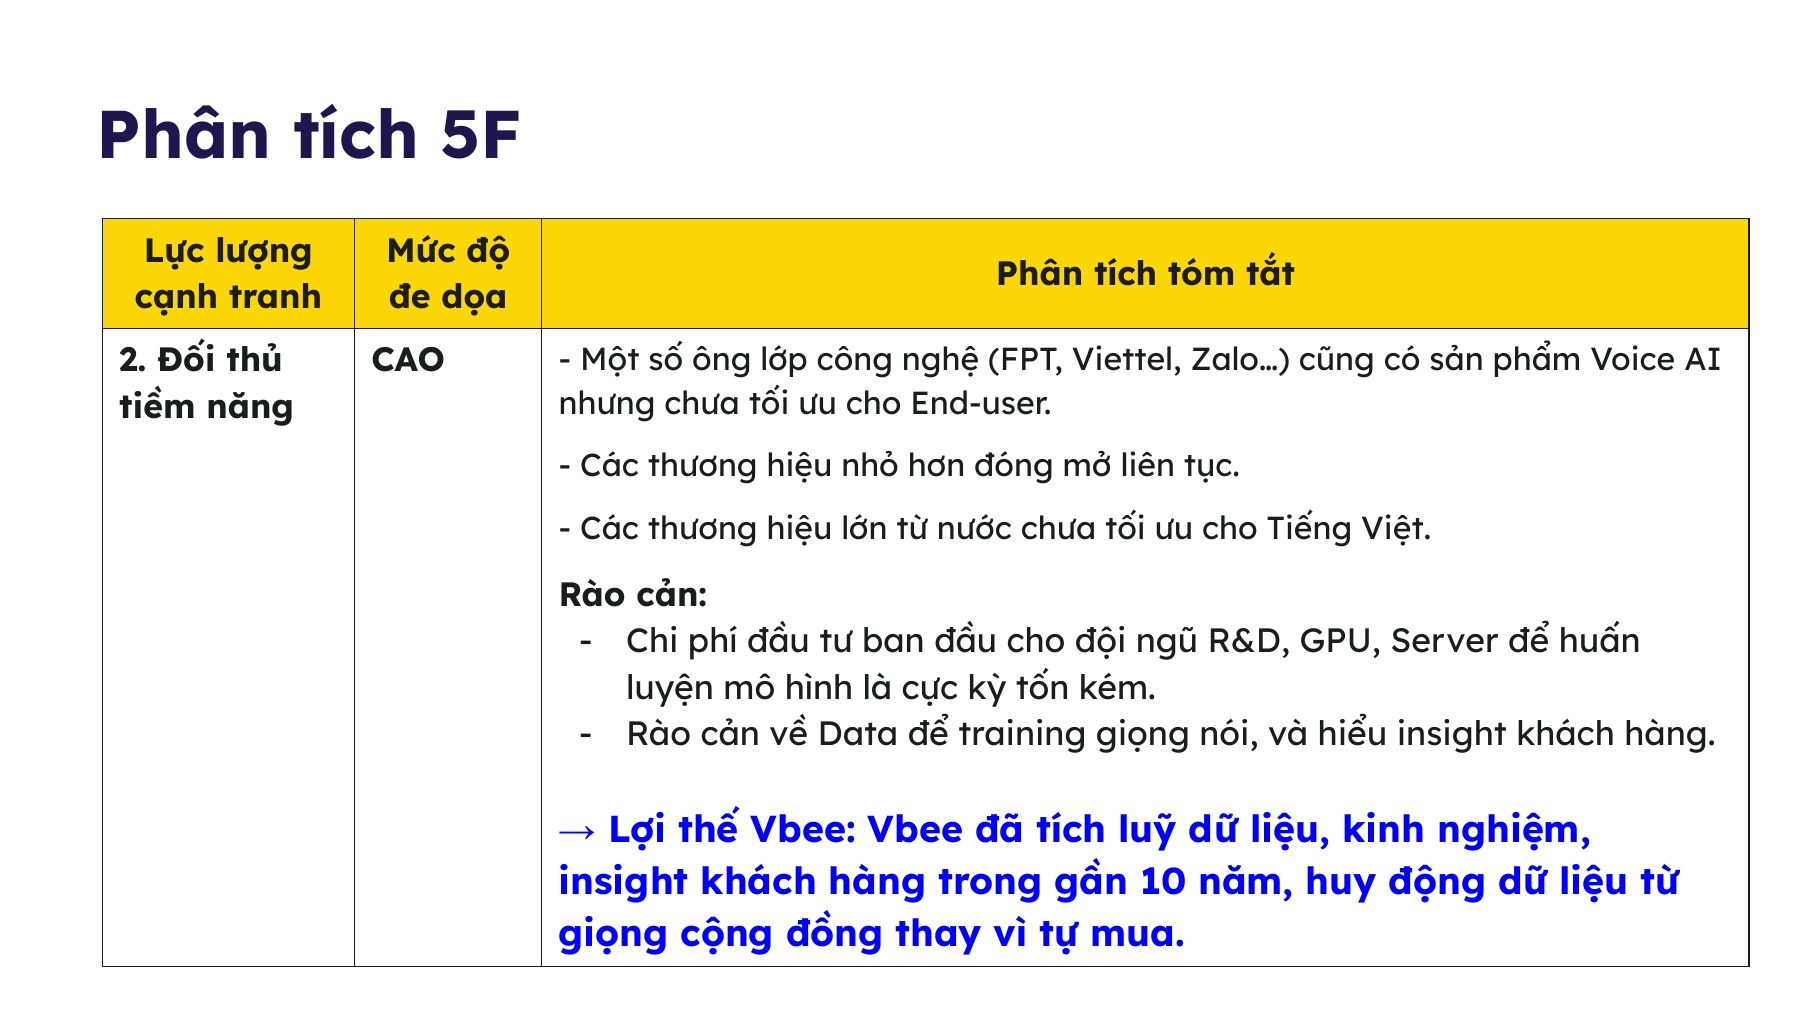 Phân tích 5F
Lực lượng
cạnh tranh
Mức độ
đe dọa
Phân tích tóm tắt
2. Đối thủ
tiềm năng
CAO
- Một số ông lớp công nghệ (FPT, Viettel, Zalo...) cũng có sản phẩm Voice AI
nhưng chưa tối ưu cho End-user.
- Các thương hiệu nhỏ hơn đóng mở liên tục.
- Các thương hiệu lớn từ nước chưa tối ưu cho Tiếng Việt.
Rào cản:
- Chi phí đầu tư ban đầu cho đội ngũ R&D, GPU, Server để huấn
luyện mô hình là cực kỳ tốn kém.
- Rào cản về Data để training giọng nói, và hiểu insight khách hàng.
→ Lợi thế Vbee: Vbee đã tích luỹ dữ liệu, kinh nghiệm,
insight khách hàng trong gần 10 năm, huy động dữ liệu từ
giọng cộng đồng thay vì tự mua.